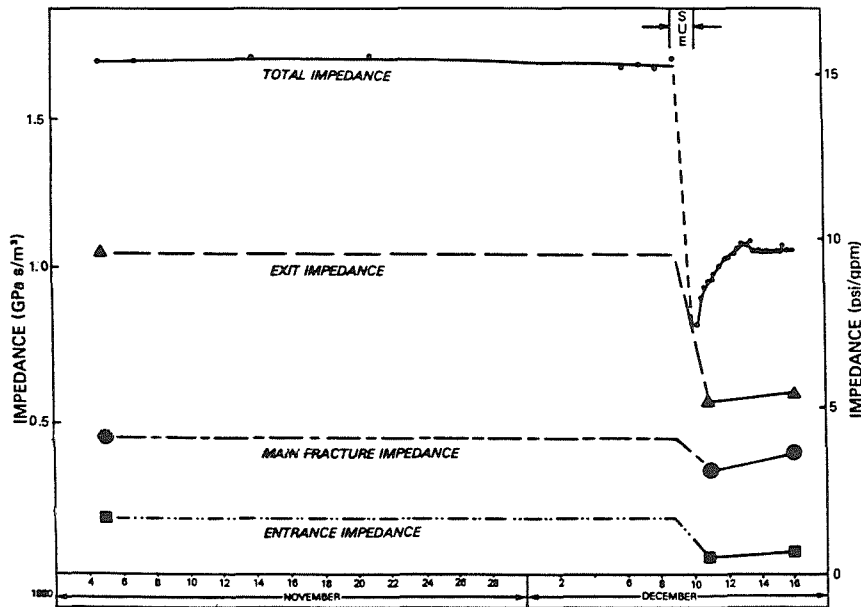 SUE
TOTAL IMPEDANCE
EXIT IMPEDANCE
MAIN FRACTURE IMPEDANCE
ENTRANCE IMPEDANCE
IMPEDANCE (GPa s/m³)
1.5
1.0
0.5
IMPEDANCE (psi/gpm)
15
10
5
0
4 6 8 10 12 14 16 18 20 22 24 26 28 2 4 6 8 10 12 14 16
1980 NOVEMBER DECEMBER